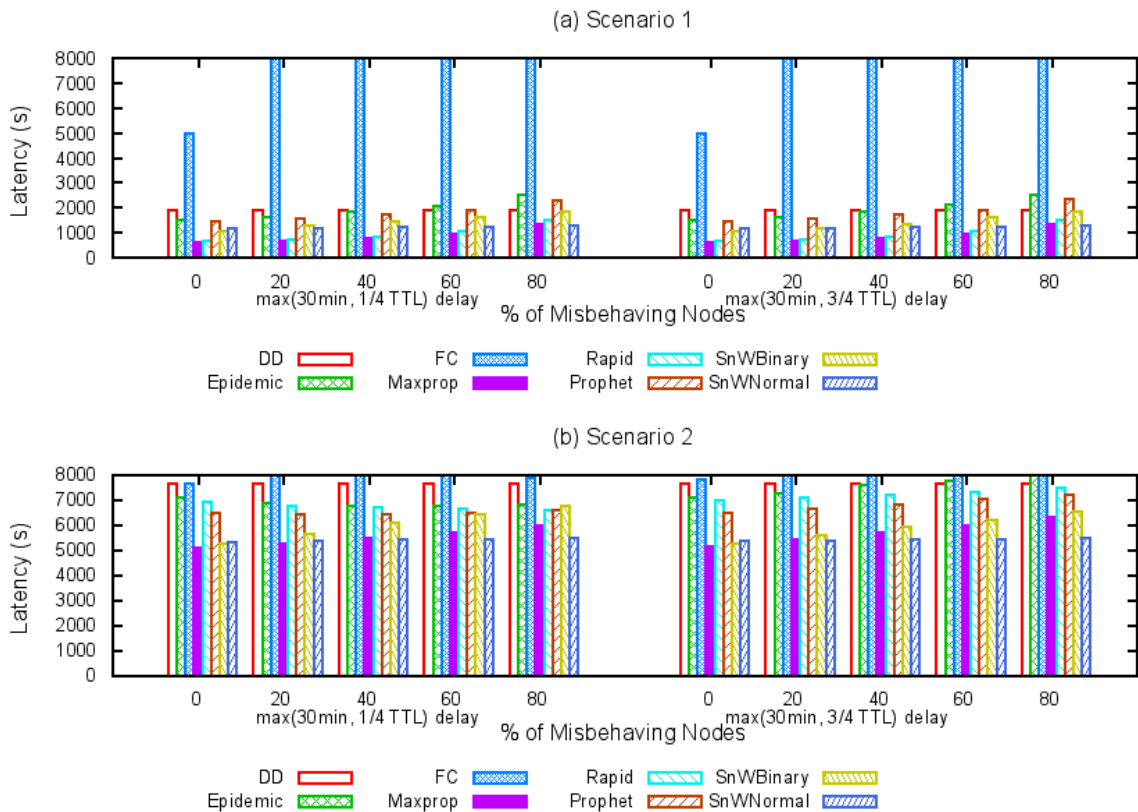 (a) Scenario 1
8000
7000
6000
5000
4000
3000
2000
1000
0
Latency (s)
0 20 40 60 80 0 20 40 60 80
max(30min, 1/4 TTL) delay max(30min, 3/4 TTL) delay
% of Misbehaving Nodes
DD FC Rapid SnWBinary
Epidemic Maxprop Prophet SnWNormal
(b) Scenario 2
8000
7000
6000
5000
4000
3000
2000
1000
0
Latency (s)
0 20 40 60 80 0 20 40 60 80
max(30min, 1/4 TTL) delay max(30min, 3/4 TTL) delay
% of Misbehaving Nodes
DD FC Rapid SnWBinary
Epidemic Maxprop Prophet SnWNormal